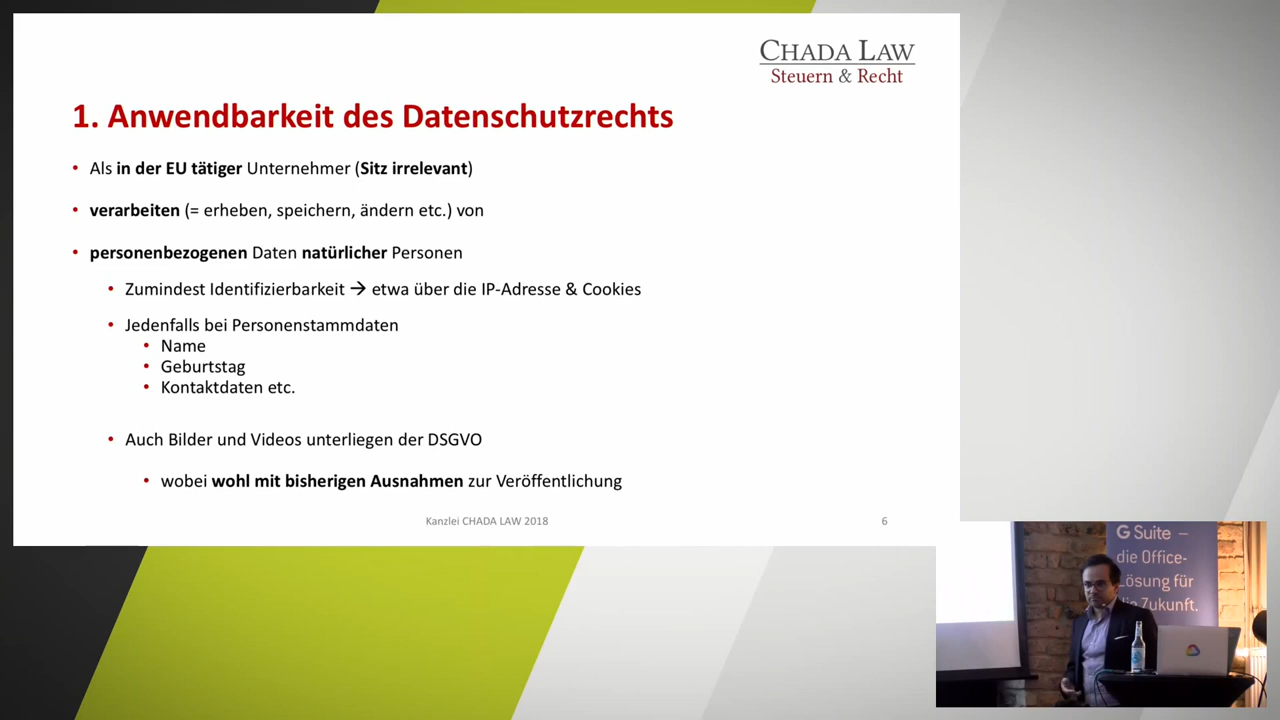 CHADA LAW
Steuern & Recht
1. Anwendbarkeit des Datenschutzrechts
• Als in der EU tätiger Unternehmer (Sitz irrelevant)
• verarbeiten (= erheben, speichern, ändern etc.) von
• personenbezogenen Daten natürlicher Personen
• Zumindest Identifizierbarkeit → etwa über die IP-Adresse & Cookies
• Jedenfalls bei Personenstammdaten
• Name
• Geburtstag
• Kontaktdaten etc.
• Auch Bilder und Videos unterliegen der DSGVO
• wobei wohl mit bisherigen Ausnahmen zur Veröffentlichung
Kanzlei CHADA LAW 2018
6
G Suite –
die Office-
Lösung für
die Zukunft.